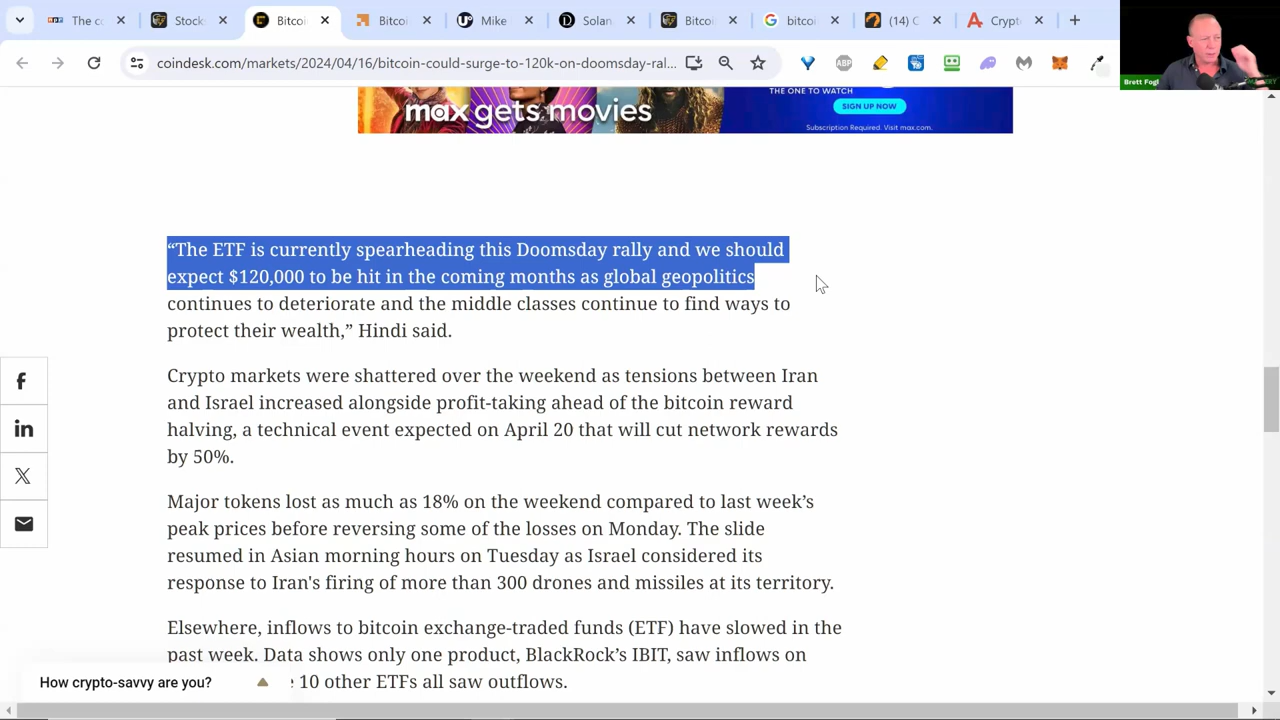 The co
Stock
Bitcoi
Bitcoi
Mike
Solan
Bitcoi
bitcoi
(14) C
Crypt
coindesk.com/markets/2024/04/16/bitcoin-could-surge-to-120k-on-doomsday-ral...
ABP
Brett Fogl
max gets movies
THE ONE TO WATCH
SIGN UP NOW
Subscription Required. Visit max.com.
“The ETF is currently spearheading this Doomsday rally and we should
expect $120,000 to be hit in the coming months as global geopolitics
continues to deteriorate and the middle classes continue to find ways to
protect their wealth,” Hindi said.
Crypto markets were shattered over the weekend as tensions between Iran
and Israel increased alongside profit-taking ahead of the bitcoin reward
halving, a technical event expected on April 20 that will cut network rewards
by 50%.
Major tokens lost as much as 18% on the weekend compared to last week’s
peak prices before reversing some of the losses on Monday. The slide
resumed in Asian morning hours on Tuesday as Israel considered its
response to Iran's firing of more than 300 drones and missiles at its territory.
Elsewhere, inflows to bitcoin exchange-traded funds (ETF) have slowed in the
past week. Data shows only one product, BlackRock’s IBIT, saw inflows on
10 other ETFs all saw outflows.
How crypto-savvy are you?